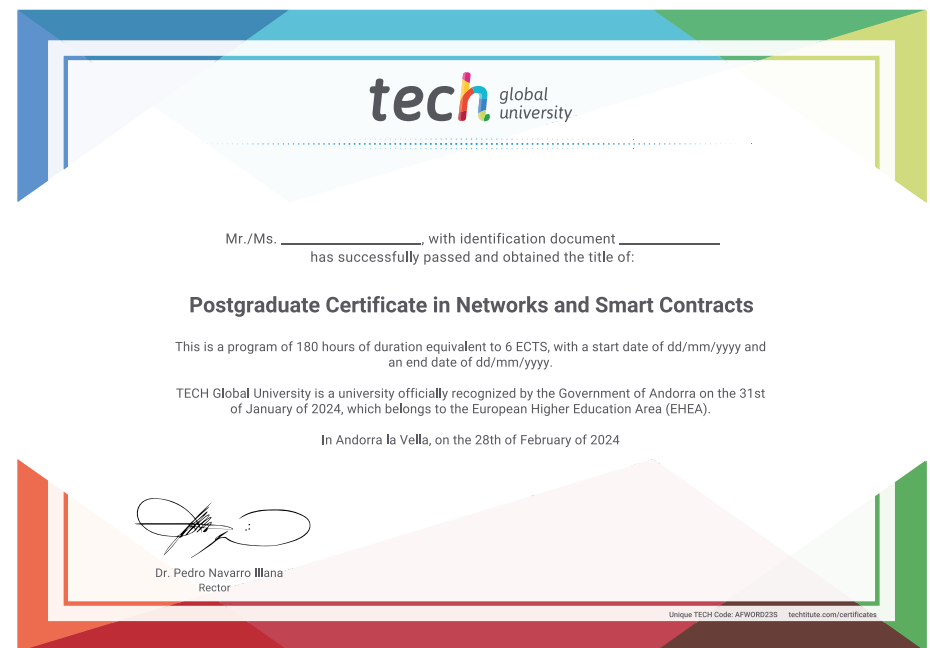 tech global university
Mr./Ms. ____________, with identification document ____________
has successfully passed and obtained the title of:
Postgraduate Certificate in Networks and Smart Contracts
This is a program of 180 hours of duration equivalent to 6 ECTS, with a start date of dd/mm/yyyy and
an end date of dd/mm/yyyy.
TECH Global University is a university officially recognized by the Government of Andorra on the 31st
of January of 2024, which belongs to the European Higher Education Area (EHEA).
In Andorra la Vella, on the 28th of February of 2024
Dr. Pedro Navarro Illana
Rector
Unique TECH Code: AFWORD23S techtitute.com/certificates